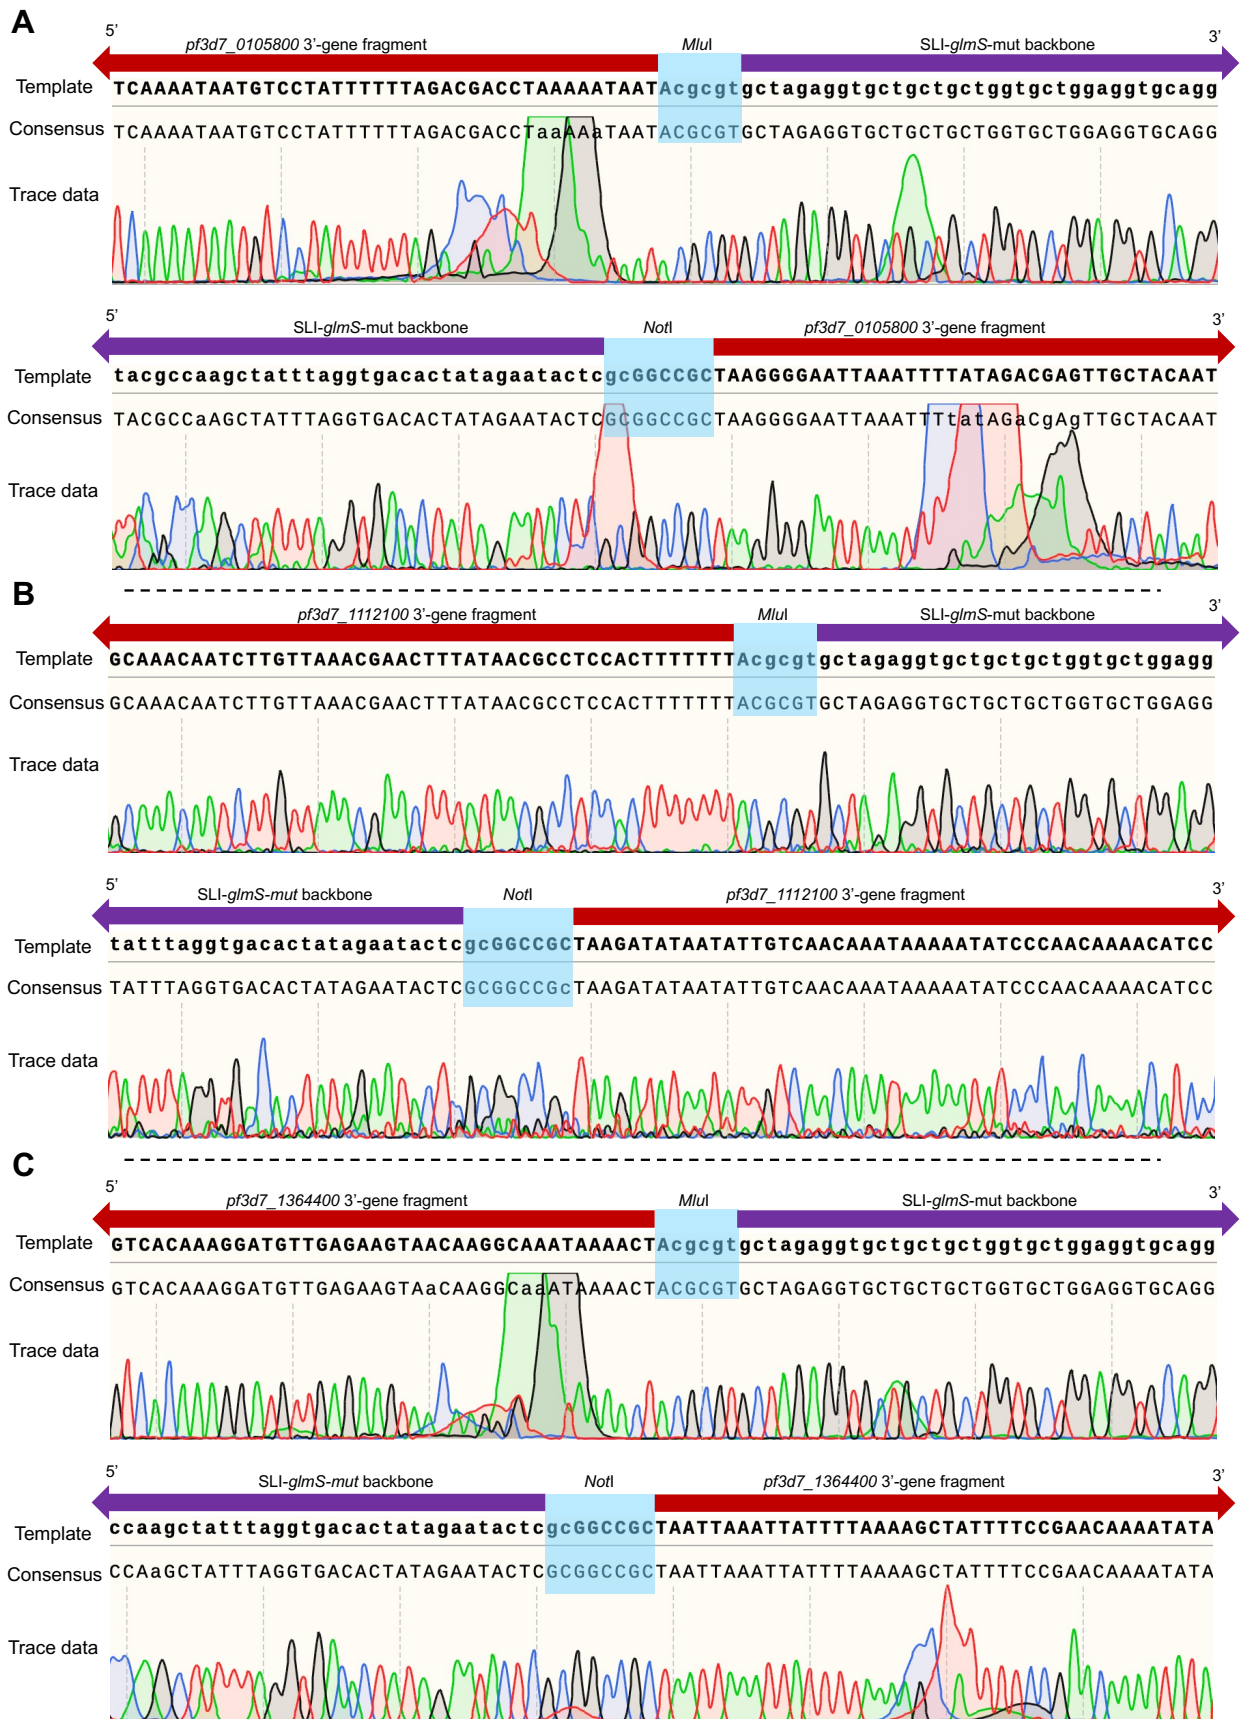 A
5' 3'
pf3d7_0105800 3'-gene fragment MluI SLI-glmS-mut backbone
Template TCAAAATAATGTCCTATTTTTTAGACGACCTAAAAATAATAcgcgtgctagaggtgctgctgctggtgctggaggtgcagg
Consensus TCAAAATAATGTCCTATTTTTTAGACGACCTaaAAaTAATACGCGTGCTAGAGGTGCTGCTGCTGGTGCTGGAGGTGCAGG
Trace data
5' 3'
SLI-glmS-mut backbone NotI pf3d7_0105800 3'-gene fragment
Template tacgccaagctatttaggtgacactatagaatactcgcGGCCGCTAAGGGGAATTAAATTTTATAGACGAGTTGCTACAAT
Consensus TACGCCaAGCTATTTAGGTGACACTATAGAATACTCGCGGCCGCTAAGGGGAATTAAATTTtatAGacgAgTTGCTACAAT
Trace data
B
3'
pf3d7_1112100 3'-gene fragment MluI SLI-glmS-mut backbone
Template GCAAACAATCTTGTTAAACGAACTTTATAACGCCTCCACTTTTTTTAcgcgtgctagaggtgctgctgctggtgctggagg
Consensus GCAAACAATCTTGTTAAACGAACTTTATAACGCCTCCACTTTTTTTACGCGTGCTAGAGGTGCTGCTGCTGGTGCTGGAGG
Trace data
5' 3'
SLI-glmS-mut backbone NotI pf3d7_1112100 3'-gene fragment
Template tatttaggtgacactatagaatactcgcGGCCGCTAAGATATAATATTGTCAACAAATAAAAATATCCCAACAAAACATCC
Consensus TATTTAGGTGACACTATAGAATACTCGCGGCCGcTAAGATATAATATTGTCAACAAATAAAAATATCCCAACAAAACATCC
Trace data
C
5' 3'
pf3d7_1364400 3'-gene fragment MluI SLI-glmS-mut backbone
Template GTCACAAAGGATGTTGAGAAGTAACAAGGCAAATAAAACTAcgcgtgctagaggtgctgctgctggtgctggaggtgcagg
Consensus GTCACAAAGGATGTTGAGAAGTAaCAAGGCaaATAAAACTACGCGTGCTAGAGGTGCTGCTGCTGGTGCTGGAGGTGCAGG
Trace data
5' 3'
SLI-glmS-mut backbone NotI pf3d7_1364400 3'-gene fragment
Template ccaagctatttaggtgacactatagaatactcgcGGCCGCTAATTAAATTATTTTAAAAGCTATTTTCCGAACAAAATATA
Consensus CCAaGCTATTTAGGTGACACTATAGAATACTCGCGGCCGCTAATTAAATTATTTTAAAAGCTATTTTCCGAACAAAATATA
Trace data